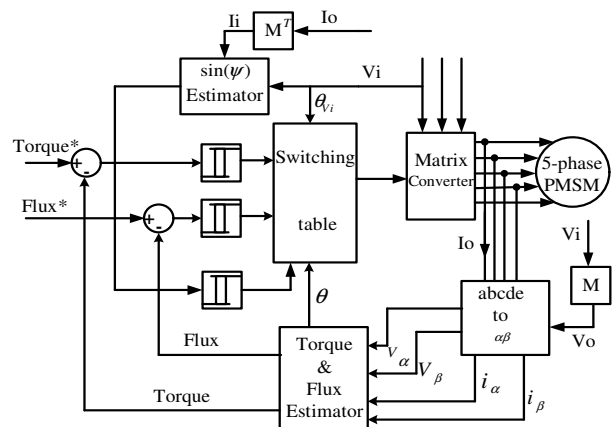 Ii
M^T
Io
sin(ψ)
Estimator
Vi
θ_Vi
Torque*
+
-
Switching
table
Matrix
Converter
5-phase
PMSM
Flux*
+
-
Io
Vi
M
abcde
to
αβ
Vo
θ
Flux
V_α
V_β
Torque
&
Flux
Estimator
i_α
i_β
Torque